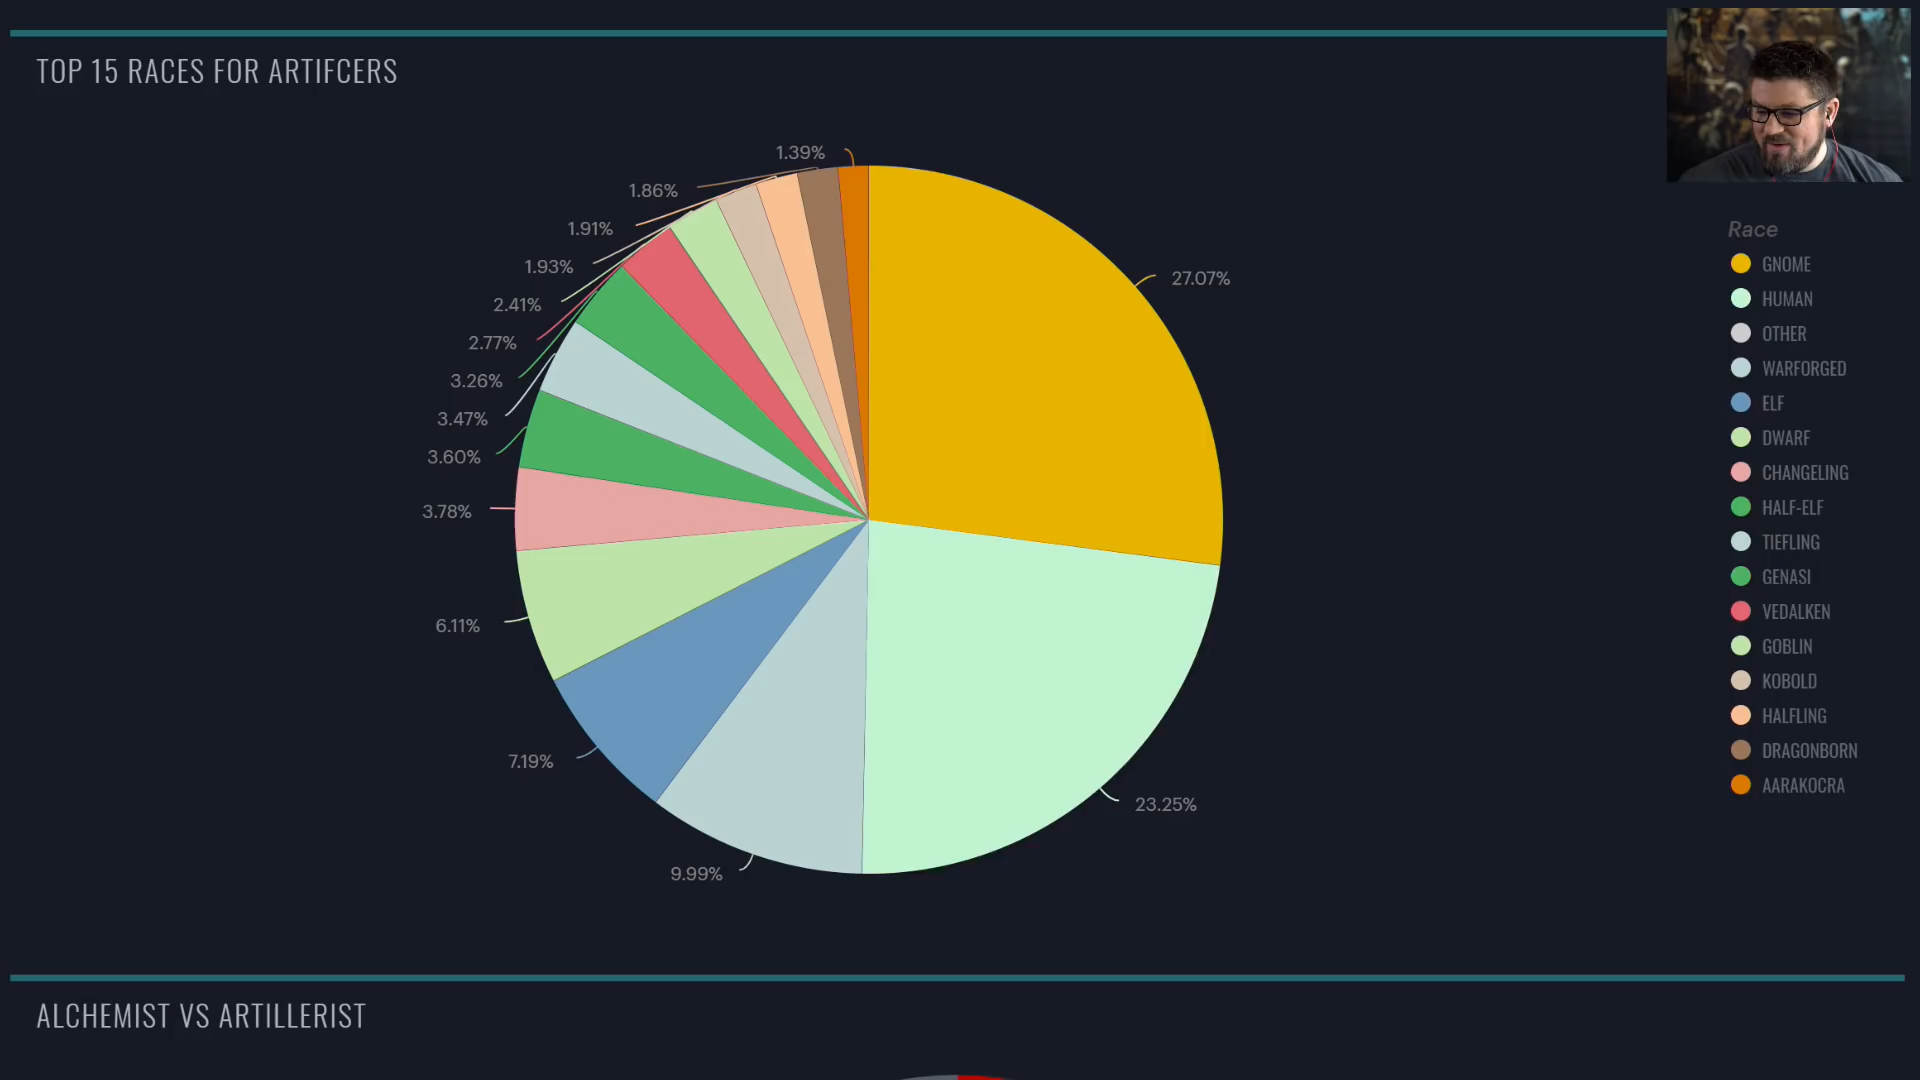 TOP 15 RACES FOR ARTIFCERS
1.39%
1.86%
1.91%
1.93%
2.41%
2.77%
3.26%
3.47%
3.60%
3.78%
6.11%
7.19%
9.99%
27.07%
23.25%
Race
GNOME
HUMAN
OTHER
WARFORGED
ELF
DWARF
CHANGELING
HALF-ELF
TIEFLING
GENASI
VEDALKEN
GOBLIN
KOBOLD
HALFLING
DRAGONBORN
AARAKOCRA
ALCHEMIST VS ARTILLERIST